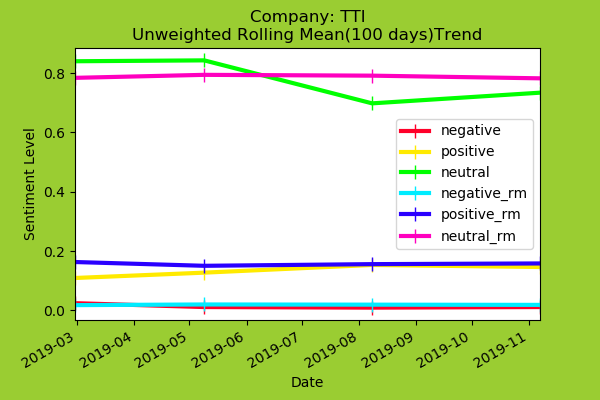 Company: TTI
Unweighted Rolling Mean(100 days)Trend
Sentiment Level
0.8
0.6
0.4
0.2
0.0
negative
positive
neutral
negative_rm
positive_rm
neutral_rm
2019-03
2019-04
2019-05
2019-06
2019-07
2019-08
2019-09
2019-10
2019-11
Date